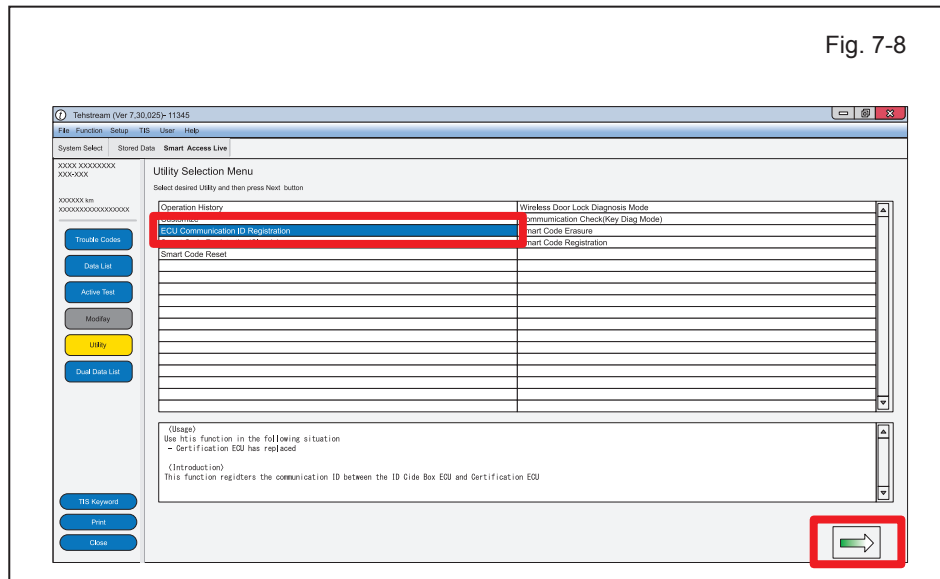 Fig. 7-8
Tehstream (Ver 7,30,025)- 11345
File Function Setup TIS User Help
System Select Stored Data Smart Access Live
XXXX XXXXXXXX
XXX-XXX
XXXXXX km
XXXXXXXXXXXXXXXXX
Trouble Codes
Data List
Active Test
Modifay
Utility
Dual Data List
TIS Keyword
Print
Close
Utility Selection Menu
Select desired Utility and then press Next button
Operation History Wireless Door Lock Diagnosis Mode
Customize Check(Key Diag Mode)
ECU Communication ID Registration Smart Code Erasure
Smart Code Registration
Smart Code Reset
(Usage)
Use htis function in the following situation
- Certification ECU has replaced
(Introduction)
This function regidters the communication ID between the ID Cide Box ECU and Certification ECU